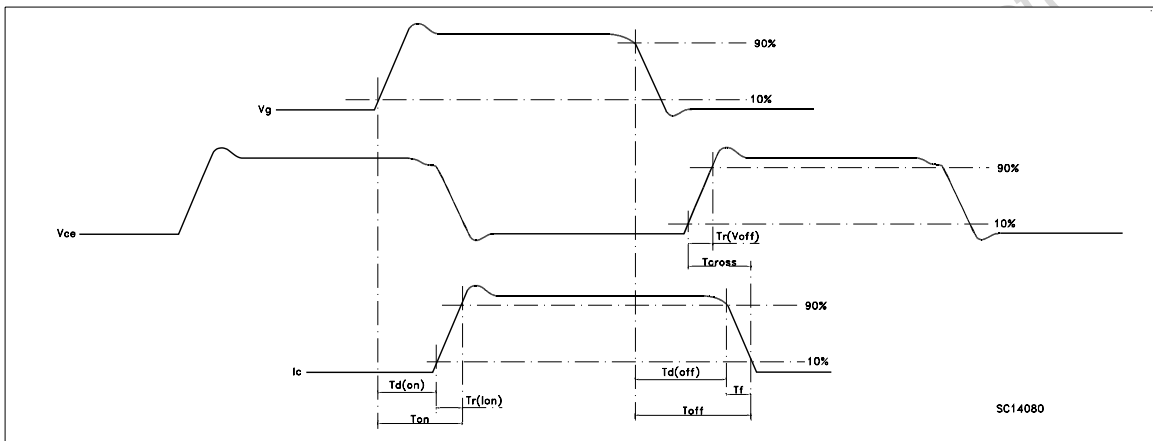 90%
10%
Vg
90%
10%
Vce
Tr(Voff)
Tcross
90%
10%
Ic
Td(on)
Td(off)
Tr(Ion)
Tf
Ton
Toff
SC14080